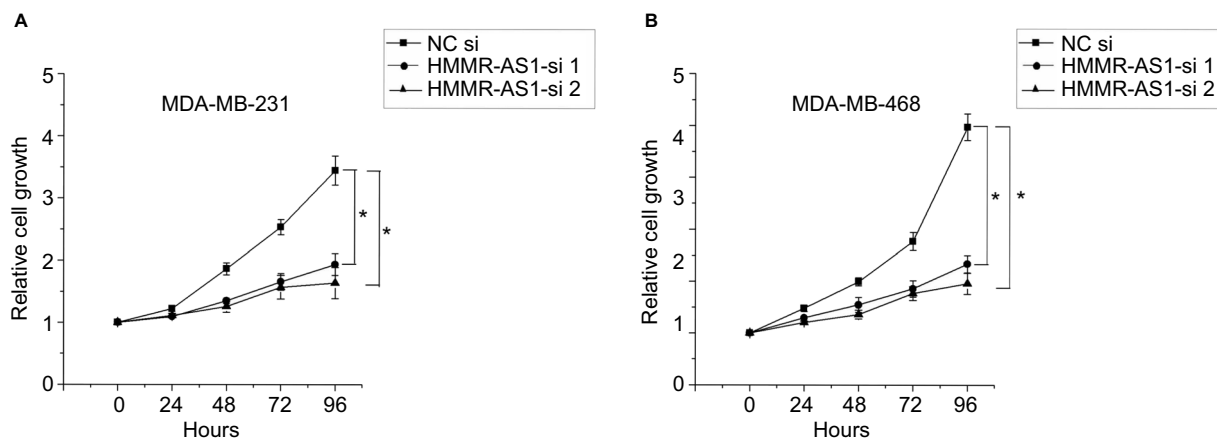 A
NC si
HMMR-AS1-si 1
HMMR-AS1-si 2
MDA-MB-231
Relative cell growth
5
4
3
2
1
0
*
*
0 24 48 72 96
Hours
B
NC si
HMMR-AS1-si 1
HMMR-AS1-si 2
MDA-MB-468
Relative cell growth
5
4
3
2
1
0
*
*
0 24 48 72 96
Hours